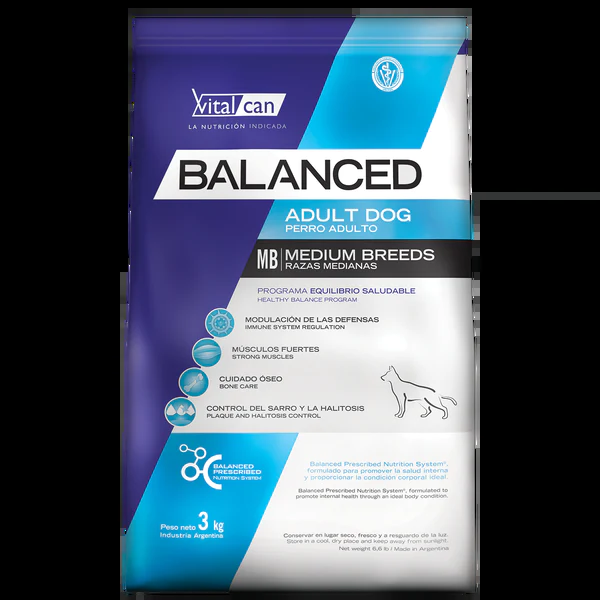 Vital can
LA NUTRICIÓN INDICADA
BALANCED
ADULT DOG
PERRO ADULTO
MB MEDIUM BREEDS
RAZAS MEDIANAS
PROGRAMA EQUILIBRIO SALUDABLE
HEALTHY BALANCE PROGRAM
MODULACIÓN DE LAS DEFENSAS
IMMUNE SYSTEM REGULATION
MÚSCULOS FUERTES
STRONG MUSCLES
CUIDADO ÓSEO
BONE CARE
CONTROL DEL SARRO Y LA HALITOSIS
PLAQUE AND HALITOSIS CONTROL
BALANCED
PRESCRIBED
NUTRITION SYSTEM
Balanced Prescribed Nutrition System®,
formulado para promover la salud interna
y proporcionar la condición corporal ideal.
Balanced Prescribed Nutrition System®, formulated to
promote internal health through an ideal body condition.
Peso neto 3 kg
Industria Argentina
Conservar en lugar seco, fresco y a resguardo de la luz.
Store in a cool, dry place and keep away from sunlight.
Net weight 6,6 lb / Made in Argentina